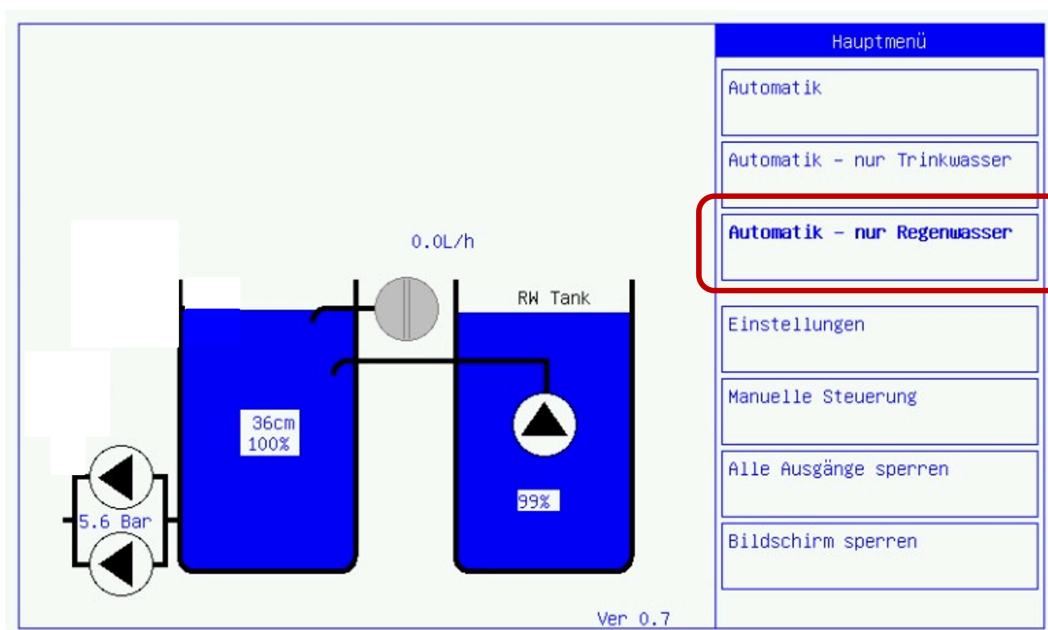 Hauptmenü
Automatik
Automatik - nur Trinkwasser
Automatik - nur Regenwasser
Einstellungen
Manuelle Steuerung
Alle Ausgänge sperren
Bildschirm sperren
0.0L/h
RW Tank
36cm
100%
99%
5.6 Bar
Ver 0.7